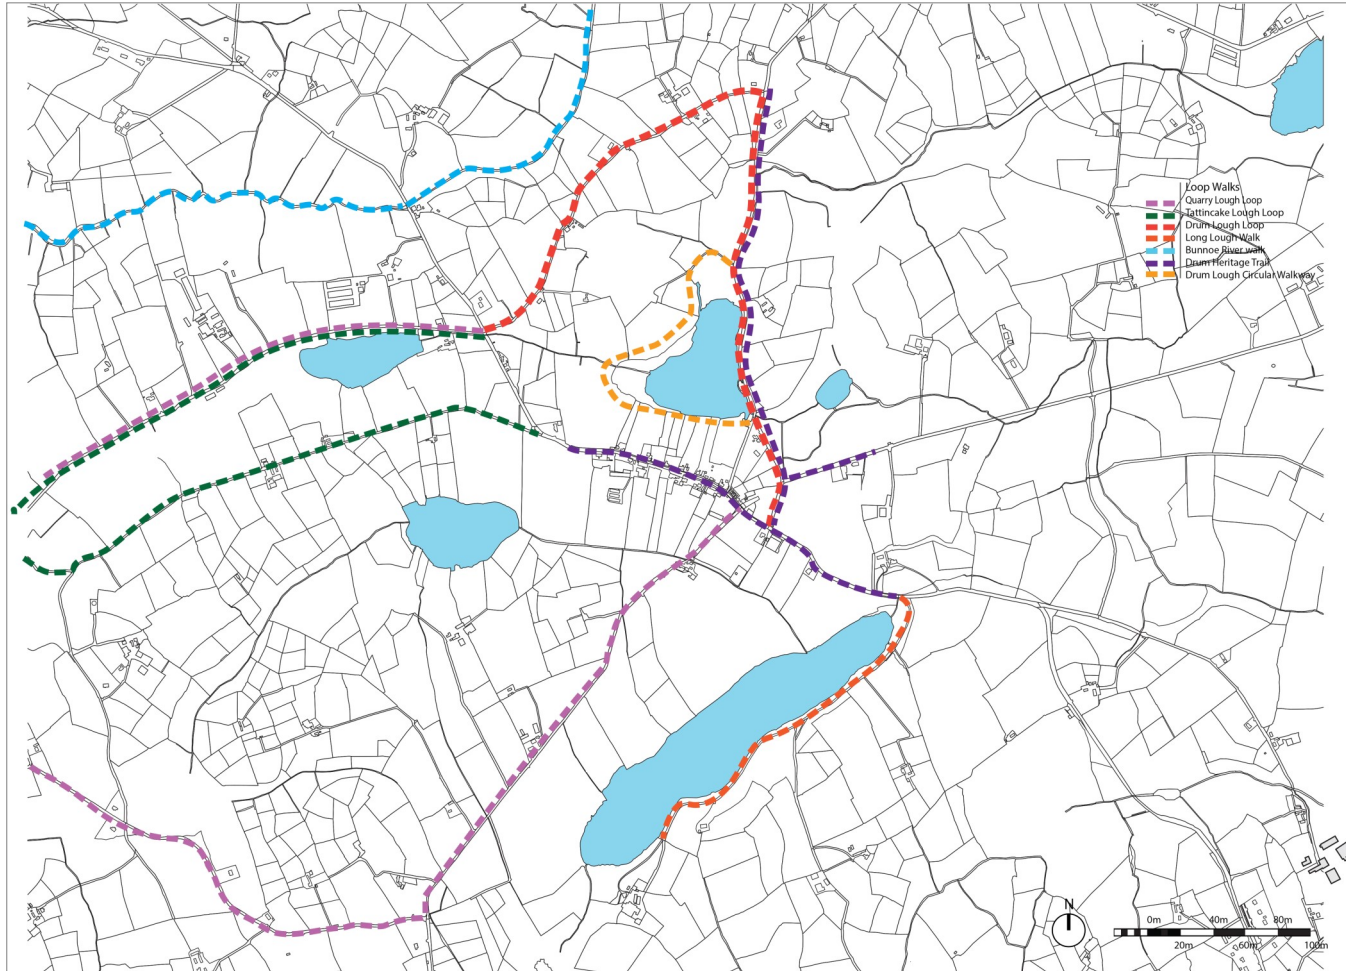 Loop Walks
Quarry Lough Loop
Tattincake Lough Loop
Drum Lough Loop
Long Lough Walk
Bunnoe River walk
Drum Heritage Trail
Drum Lough Circular Walkway
N
0m 40m 80m
20m 60m 100m